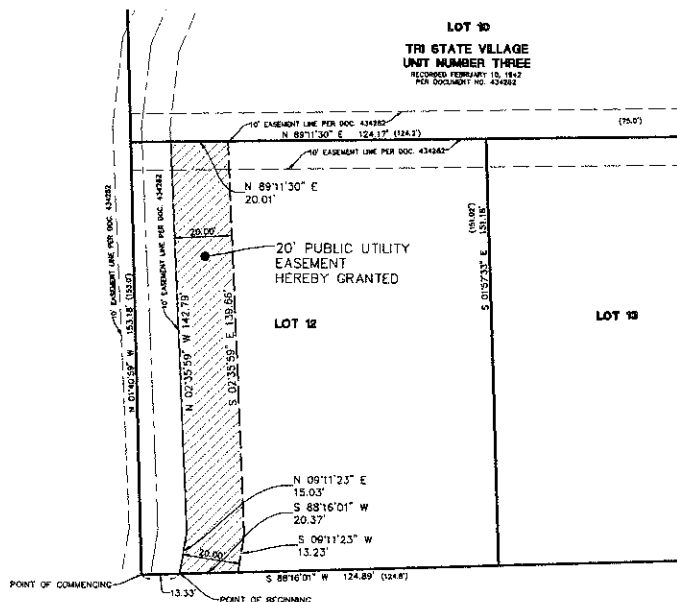 LOT 10
TRI STATE VILLAGE
UNIT NUMBER THREE
RECORDED FEBRUARY 10, 1942
PER DOCUMENT NO. 434262
10' EASEMENT LINE PER DOC. 434262
N 89°11'30" E 124.17' (124.2')
(75.0')
10' EASEMENT LINE PER DOC. 434262
N 89°11'30" E
20.01'
20.00'
20' PUBLIC UTILITY
EASEMENT
HEREBY GRANTED
10' EASEMENT LINE PER DOC 434262
N 01°40'59" W 153.18' (153.0')
10' EASEMENT LINE PER DOC. 434262
N 02°35'59" W 142.79'
S 02°35'59" E 139.66'
LOT 12
(151.02')
S 01°57'33" E 151.18'
LOT 13
N 09°11'23" E
15.03'
S 88°16'01" W
20.37'
S 09°11'23" W
13.23'
20.00'
POINT OF COMMENCING
13.33'
POINT OF BEGINNING
S 88°16'01" W 124.89' (124.8')